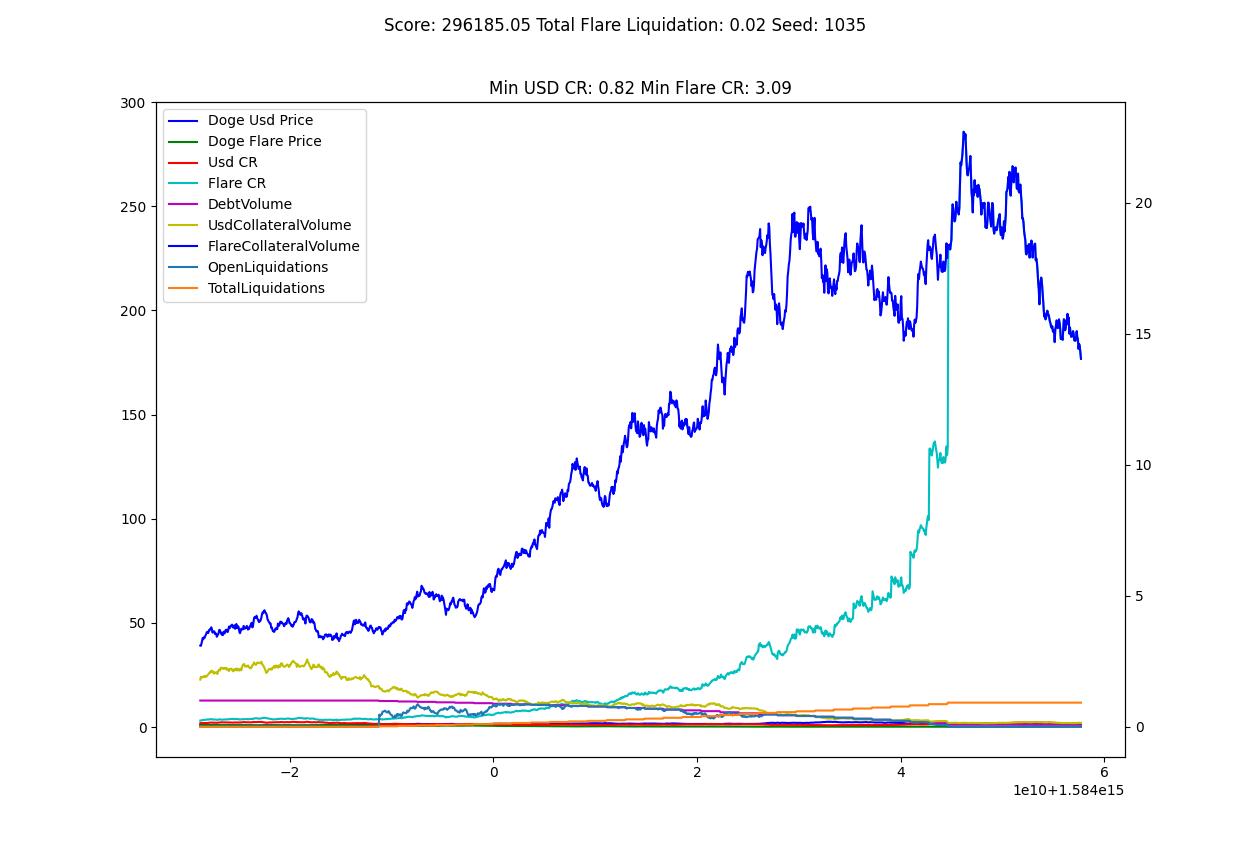 Score: 296185.05 Total Flare Liquidation: 0.02 Seed: 1035
Min USD CR: 0.82 Min Flare CR: 3.09
Doge Usd Price
Doge Flare Price
Usd CR
Flare CR
DebtVolume
UsdCollateralVolume
FlareCollateralVolume
OpenLiquidations
TotalLiquidations
300
250
200
150
100
50
0
20
15
10
5
0
−2 0 2 4 6
1e10+1.584e15